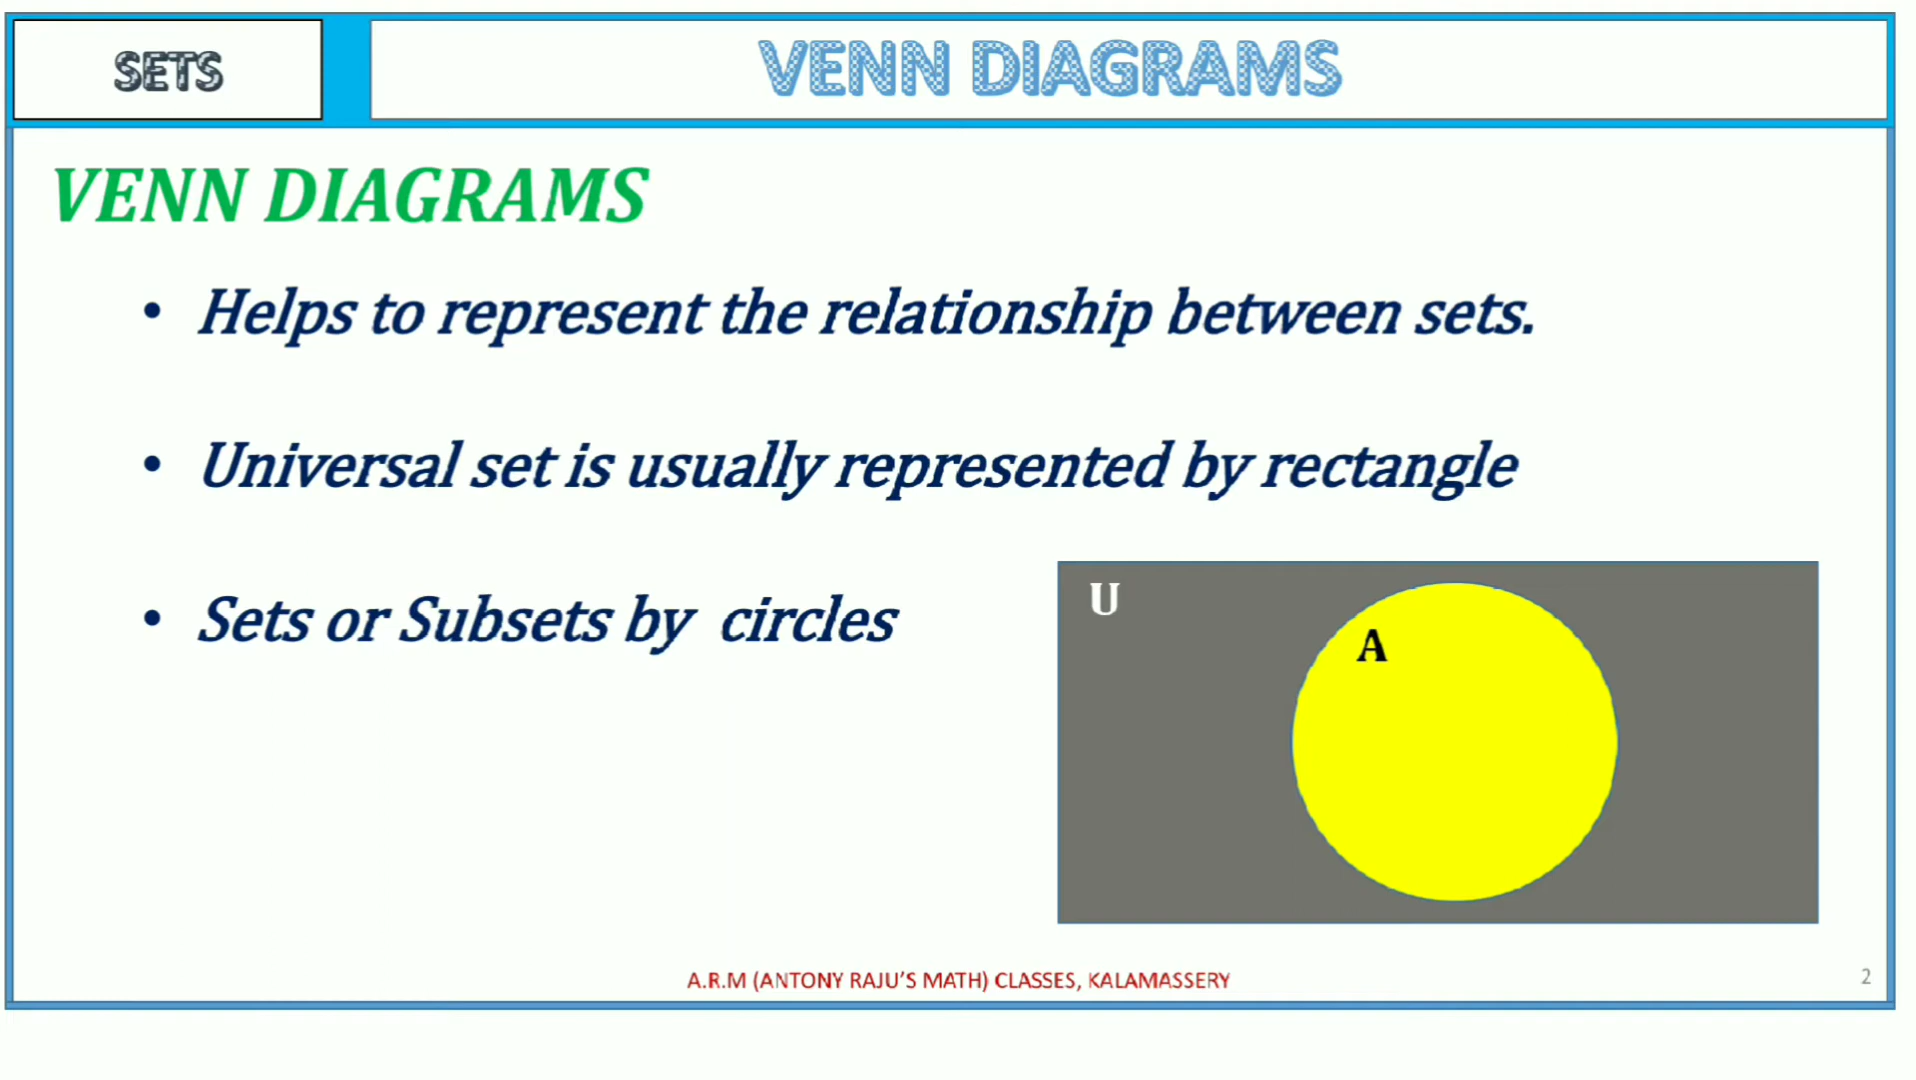 SETS
VENN DIAGRAMS
VENN DIAGRAMS
• Helps to represent the relationship between sets.
• Universal set is usually represented by rectangle
• Sets or Subsets by circles
U
A
A.R.M (ANTONY RAJU'S MATH) CLASSES, KALAMASSERY
2